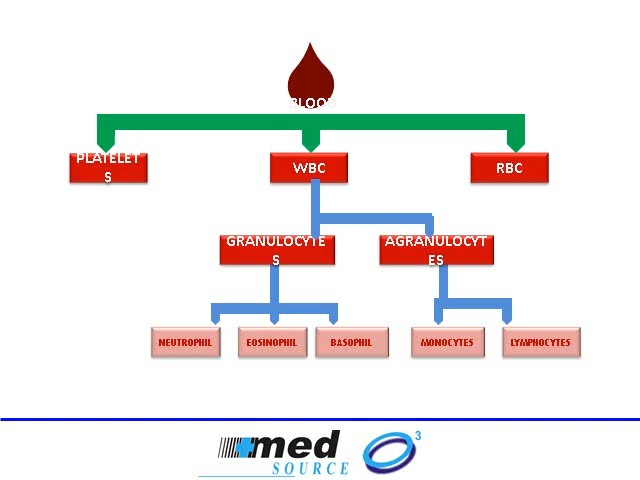 BLOOD
PLATELET
S
WBC
RBC
GRANULOCYTE
S
AGRANULOCYT
ES
NEUTROPHIL
EOSINOPHIL
BASOPHIL
MONOCYTES
LYMPHOCYTES
med
SOURCE
3